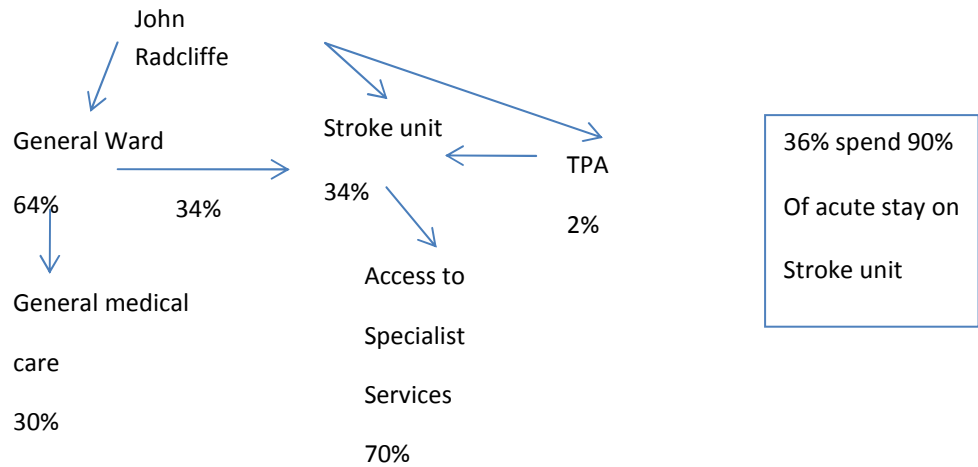 John
Radcliffe
General Ward
64%
34%
General medical
care
30%
Stroke unit
34%
Access to
Specialist
Services
70%
TPA
2%
36% spend 90%
Of acute stay on
Stroke unit